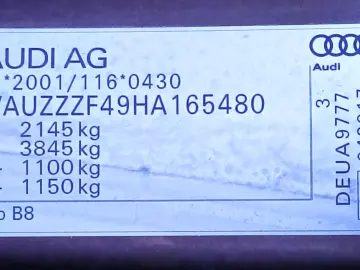 AUDI AG
*2001/116*0430
WAUZZZF49HA165480
2145 kg
3845 kg
- 1100 kg
- 1150 kg
B8
Audi
3
DEUA9777